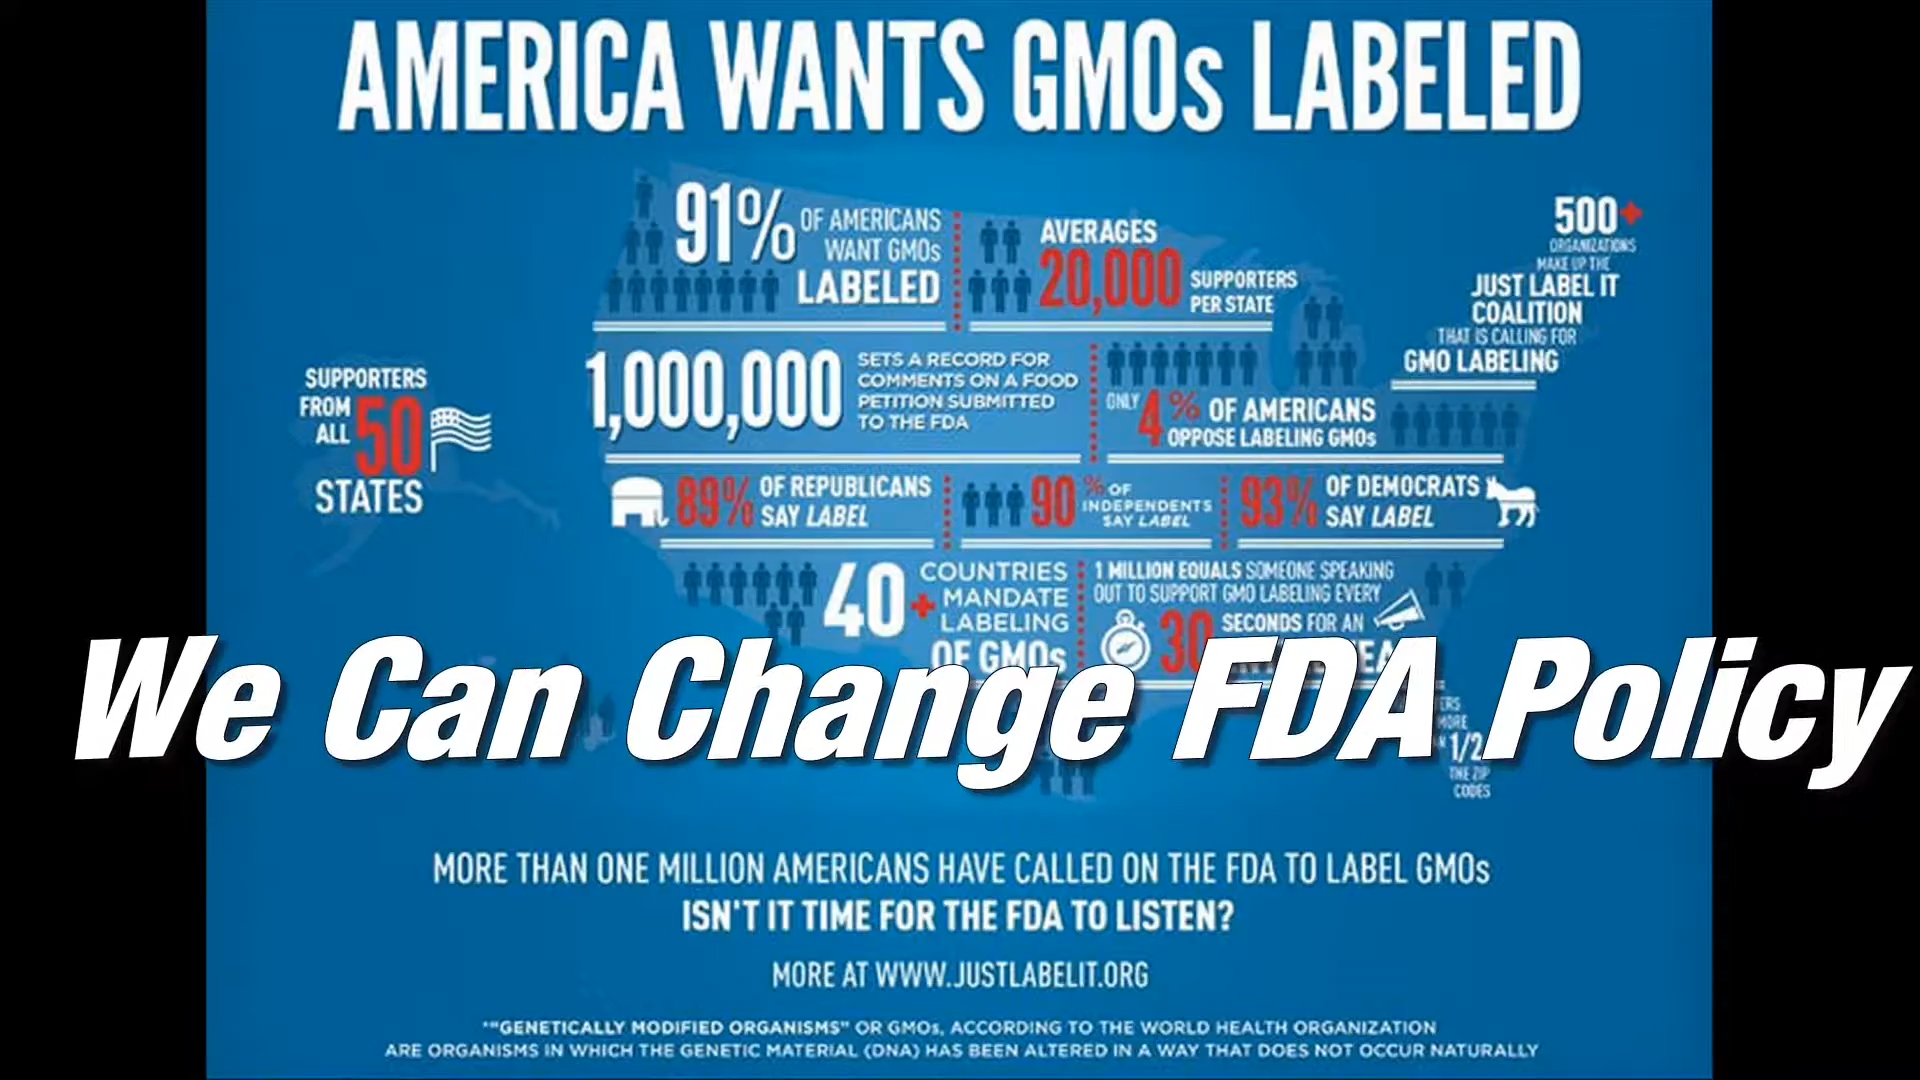 AMERICA WANTS GMOs LABELED
91% OF AMERICANS
WANT GMOs
LABELED
AVERAGES
20,000 SUPPORTERS
PER STATE
500+
ORGANIZATIONS
MAKE UP THE
JUST LABEL IT
COALITION
THAT IS CALLING FOR
GMO LABELING
SUPPORTERS
FROM
ALL 50
STATES
1,000,000 SETS A RECORD FOR
COMMENTS ON A FOOD
PETITION SUBMITTED
TO THE FDA
ONLY 4% OF AMERICANS
OPPOSE LABELING GMOs
89% OF REPUBLICANS
SAY LABEL
90% OF
INDEPENDENTS
SAY LABEL
93% OF DEMOCRATS
SAY LABEL
40+ COUNTRIES
MANDATE
LABELING
OF GMOs
1 MILLION EQUALS SOMEONE SPEAKING
OUT TO SUPPORT GMO LABELING EVERY
30 SECONDS FOR AN
We Can Change FDA Policy
MORE
1/2
THE ZIP
CODES
MORE THAN ONE MILLION AMERICANS HAVE CALLED ON THE FDA TO LABEL GMOs
ISN'T IT TIME FOR THE FDA TO LISTEN?
MORE AT WWW.JUSTLABELIT.ORG
*"GENETICALLY MODIFIED ORGANISMS" OR GMOs, ACCORDING TO THE WORLD HEALTH ORGANIZATION
ARE ORGANISMS IN WHICH THE GENETIC MATERIAL (DNA) HAS BEEN ALTERED IN A WAY THAT DOES NOT OCCUR NATURALLY